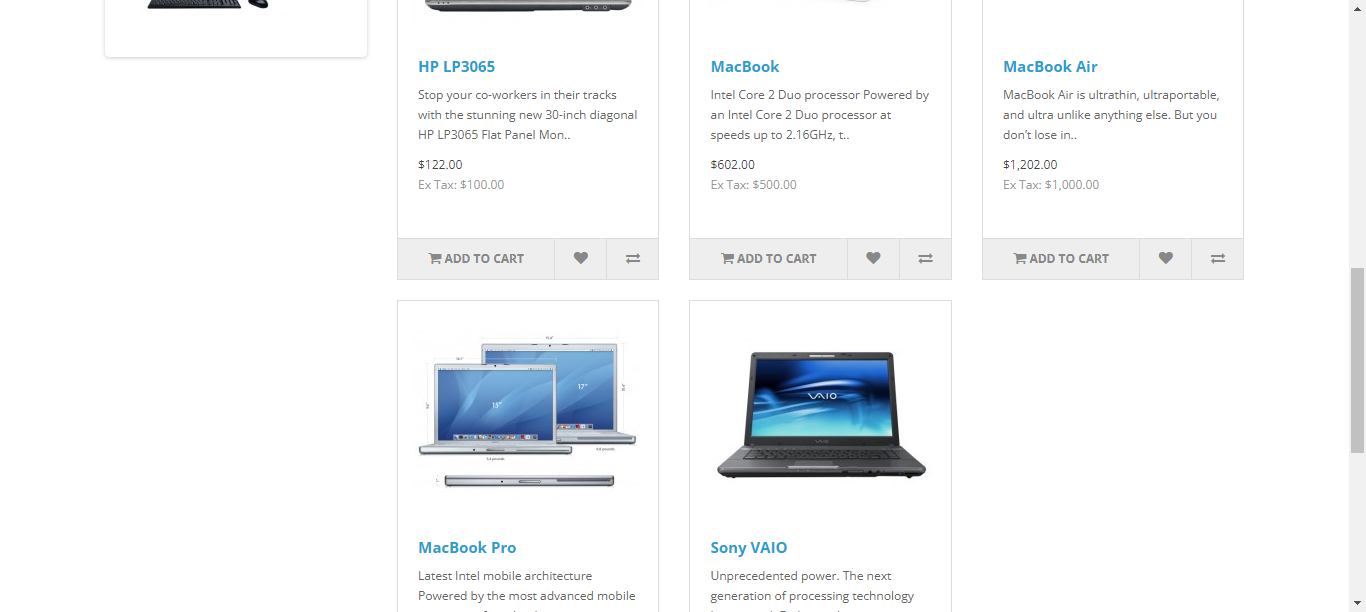 HP LP3065
Stop your co-workers in their tracks
with the stunning new 30-inch diagonal
HP LP3065 Flat Panel Mon..
$122.00
Ex Tax: $100.00
ADD TO CART
MacBook
Intel Core 2 Duo processor Powered by
an Intel Core 2 Duo processor at
speeds up to 2.16GHz, t..
$602.00
Ex Tax: $500.00
ADD TO CART
MacBook Air
MacBook Air is ultrathin, ultraportable,
and ultra unlike anything else. But you
don’t lose in..
$1,202.00
Ex Tax: $1,000.00
ADD TO CART
17"
15"
MacBook Pro
Latest Intel mobile architecture
Powered by the most advanced mobile
VAIO
VAIO
Sony VAIO
Unprecedented power. The next
generation of processing technology